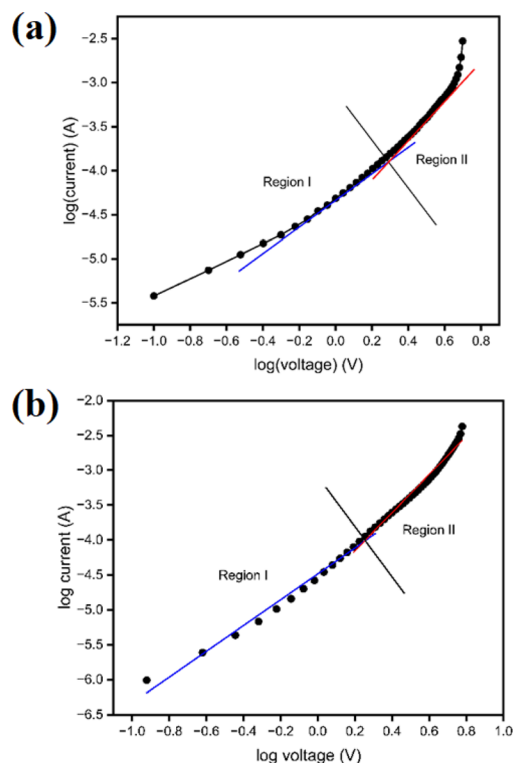 (a)
-2.5
-3.0
-3.5
-4.0
-4.5
-5.0
-5.5
log(current) (A)
Region I
Region II
-1.2 -1.0 -0.8 -0.6 -0.4 -0.2 0.0 0.2 0.4 0.6 0.8
log(voltage) (V)
(b)
-2.0
-2.5
-3.0
-3.5
-4.0
-4.5
-5.0
-5.5
-6.0
-6.5
log current (A)
Region I
Region II
-1.0 -0.8 -0.6 -0.4 -0.2 0.0 0.2 0.4 0.6 0.8 1.0
log voltage (V)